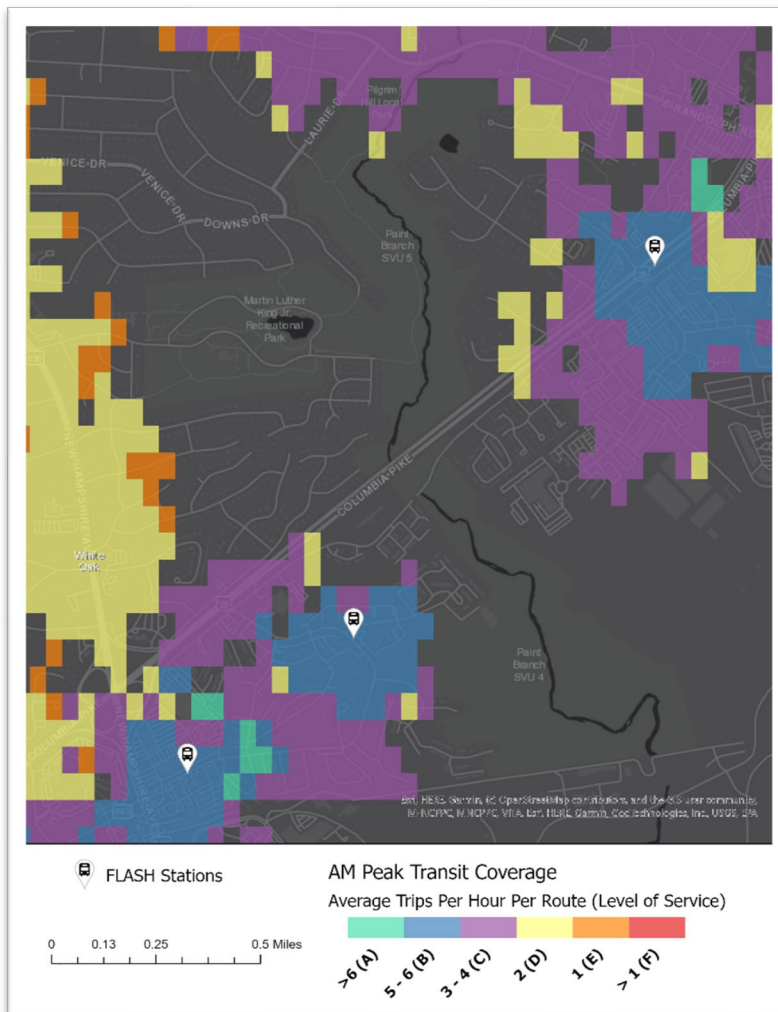 Pilgrim
Hill Local
Park
LAURIE-DR
E-RANDOLPH RD
VENICE-DR
VENICE-DR
DOWNS-DR
COLUMBIA-PIKE
Paint
Branch
SVU 5
29
Martin Luther
King Jr.
Recreational
Park
650
NEW-HAMPSHIRE-AVE
COLUMBIA-PIKE
White
Oak
29
Paint
Branch
SVU 4
COLUMBIA-PIKE
Esri, HERE, Garmin, (c) OpenStreetMap contributors, and the GIS user community,
M-NCPPC, MNCPPC, VITA, Esri, HERE, Garmin, GeoTechnologies, Inc., USGS, EPA
FLASH Stations
AM Peak Transit Coverage
Average Trips Per Hour Per Route (Level of Service)
0 0.13 0.25 0.5 Miles
>6 (A)
5 - 6 (B)
3 - 4 (C)
2 (D)
1 (E)
> 1 (F)